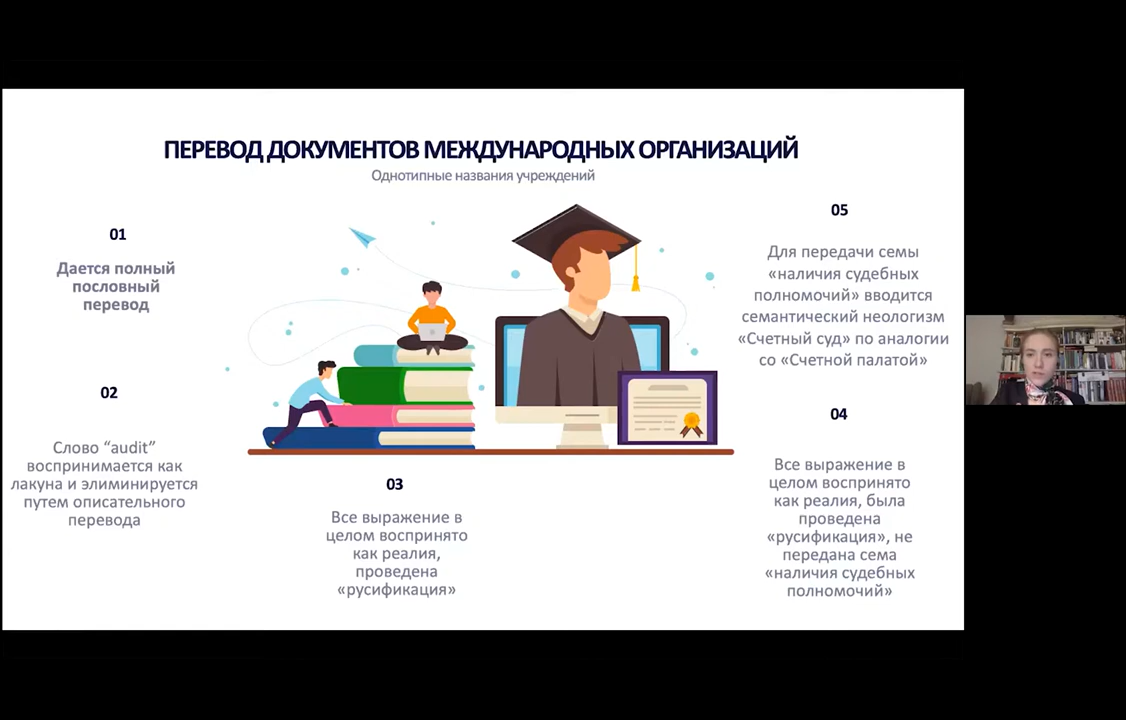 ПЕРЕВОД ДОКУМЕНТОВ МЕЖДУНАРОДНЫХ ОРГАНИЗАЦИЙ
Однотипные названия учреждений
01
Дается полный
пословный
перевод
02
Слово “audit”
воспринимается как
лакуна и элиминируется
путем описательного
перевода
03
Все выражение в
целом воспринято
как реалия,
проведена
«русификация»
05
Для передачи семы
«наличия судебных
полномочий» вводится
семантический неологизм
«Счетный суд» по аналогии
со «Счетной палатой»
04
Все выражение в
целом воспринято
как реалия, была
проведена
«русификация», не
передана сема
«наличия судебных
полномочий»